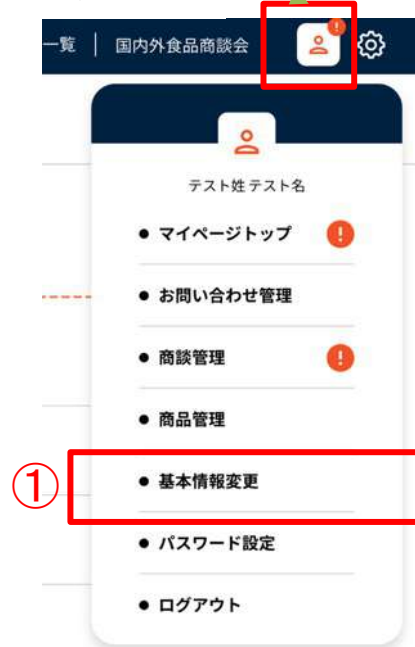 一覧 | 国内外食品商談会
テスト姓 テスト名
● マイページトップ !
● お問い合わせ管理
● 商談管理 !
● 商品管理
① ● 基本情報変更
● パスワード設定
● ログアウト